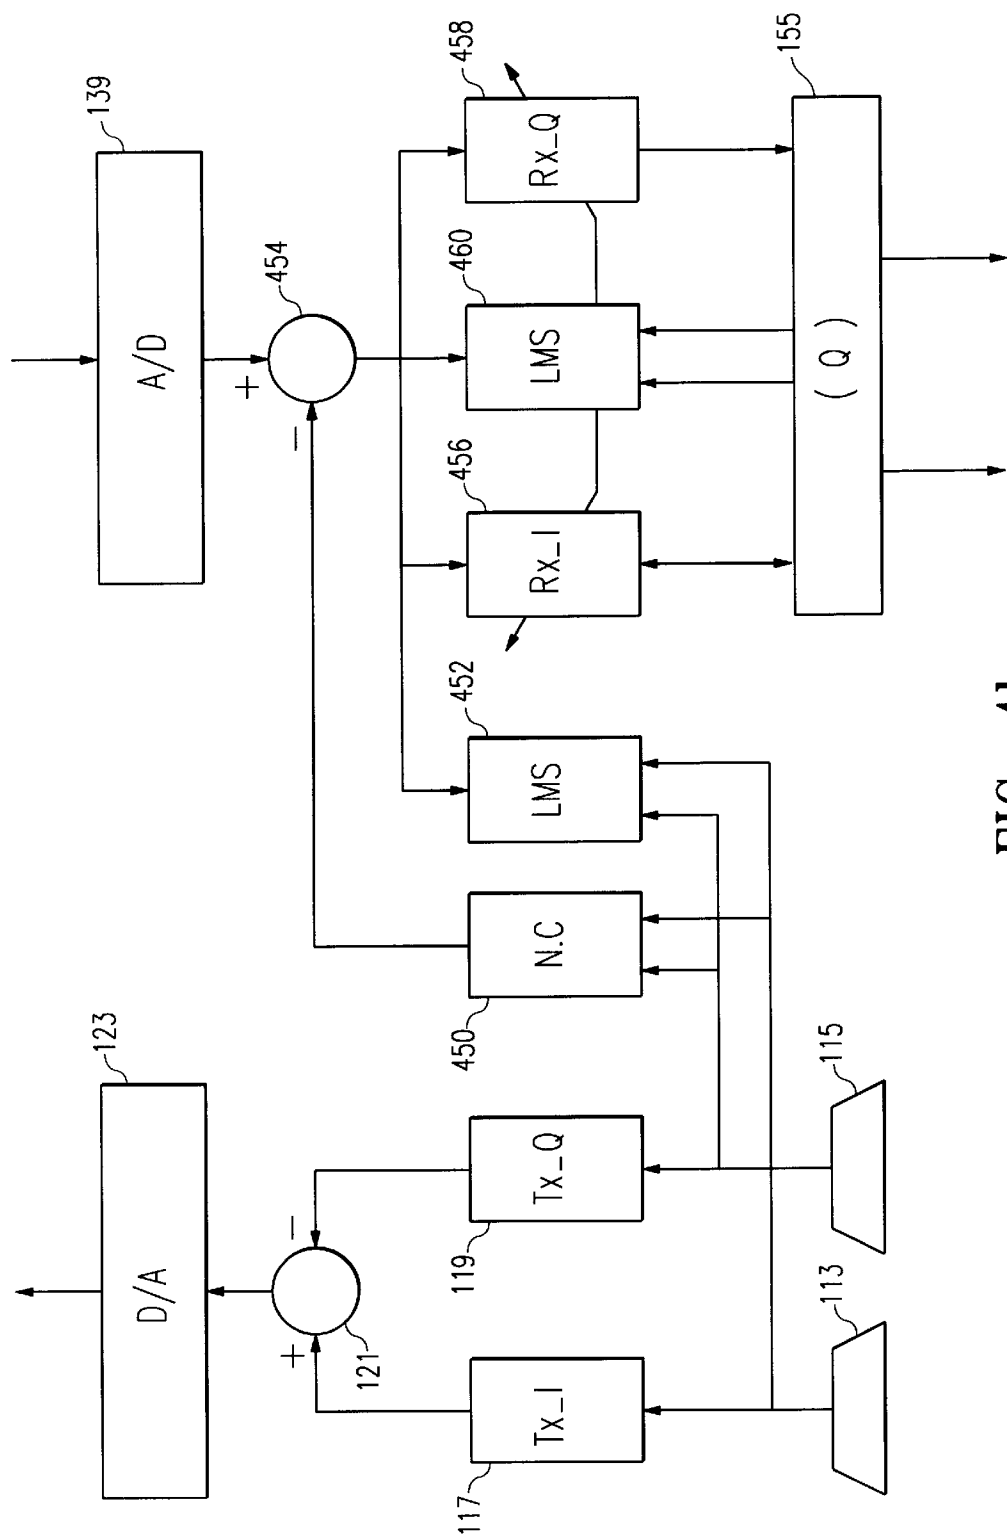 123
D/A
139
A/D
+
−
121
+
−
454
117
Tx_I
119
Tx_Q
450
N.C
452
LMS
456
Rx_I
460
LMS
458
Rx_Q
113
115
155
( Q )